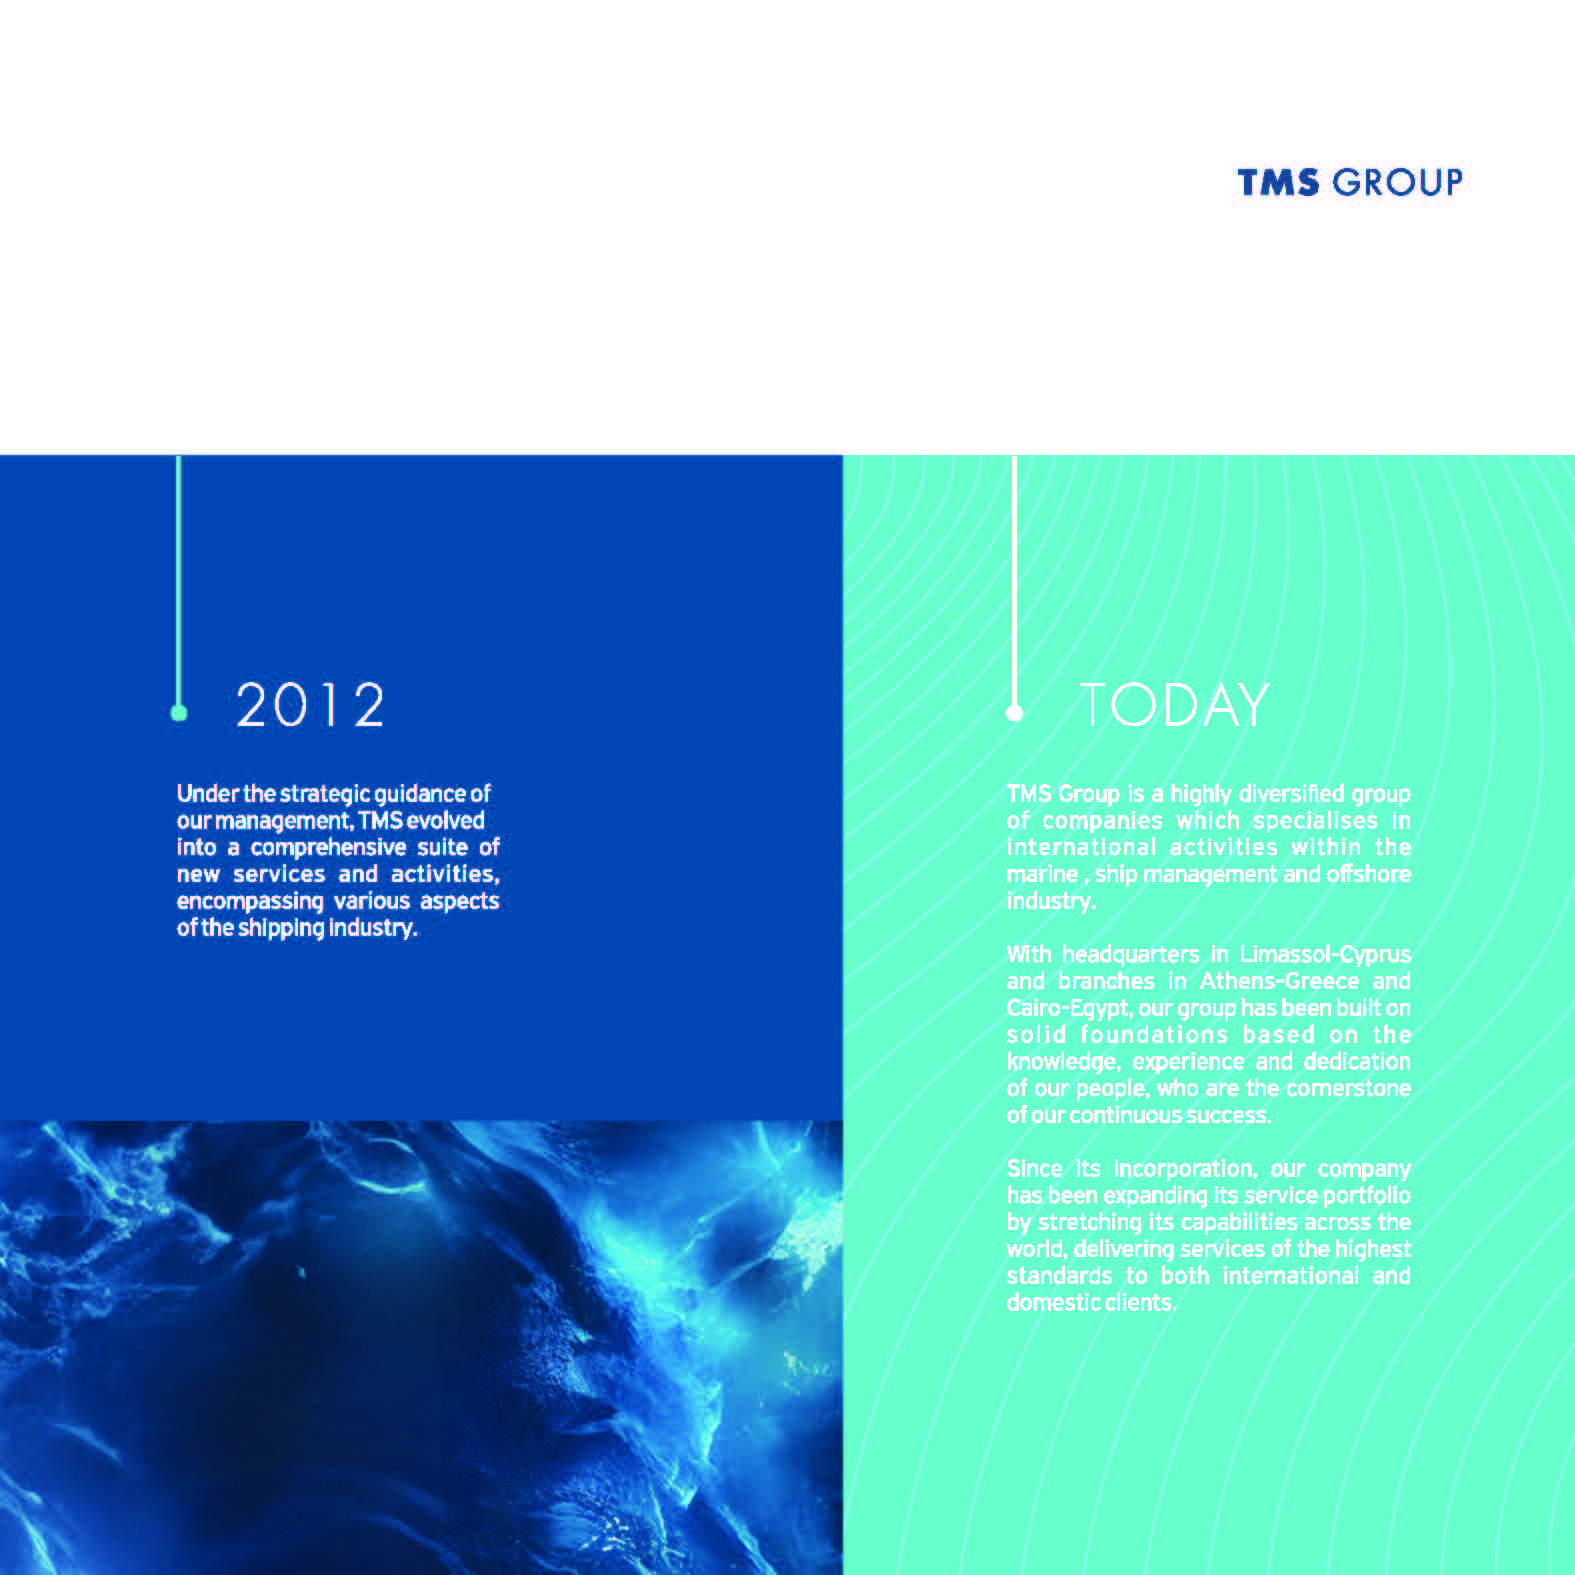 TMS GROUP
2012
Under the strategic guidance of
our management, TMS evolved
into a comprehensive suite of
new services and activities,
encompassing various aspects
of the shipping industry.
TODAY
TMS Group is a highly diversified group
of companies which specialises in
international activities within the
marine , ship management and offshore
industry.
With headquarters in Limassol-Cyprus
and branches in Athens-Greece and
Cairo-Egypt, our group has been built on
solid foundations based on the
knowledge, experience and dedication
of our people, who are the cornerstone
of our continuous success.
Since its incorporation, our company
has been expanding its service portfolio
by stretching its capabilities across the
world, delivering services of the highest
standards to both international and
domestic clients.